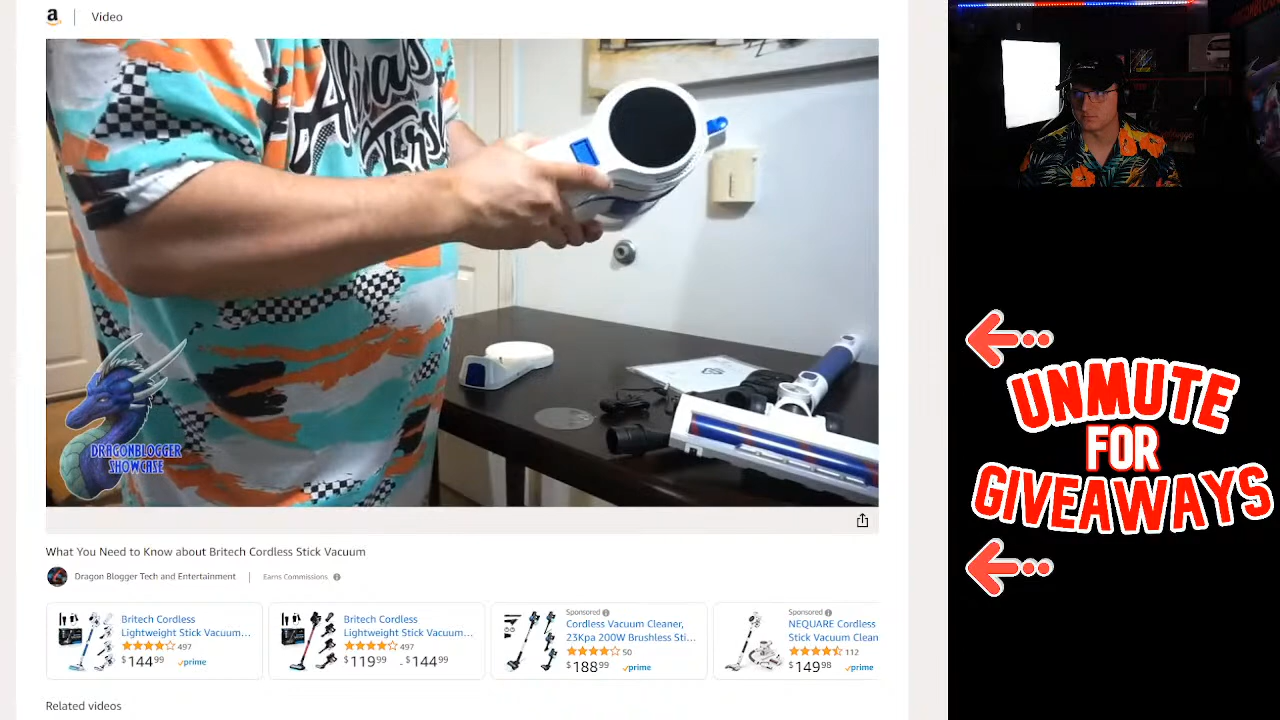 a
Video
Always
First
DRAGONBLOGGER
SHOWCASE
What You Need to Know about Britech Cordless Stick Vacuum
Dragon Blogger Tech and Entertainment
Earns Commissions
Britech Cordless
Lightweight Stick Vacuum...
497
$144.99
prime
Britech Cordless
Lightweight Stick Vacuum...
497
$119.99 - $144.99
Sponsored
Cordless Vacuum Cleaner,
23Kpa 200W Brushless Sti...
50
$188.99
prime
Sponsored
NEQUARE Cordless
Stick Vacuum Clean
112
$149.98
prime
Related videos
UNMUTE
FOR
GIVEAWAYS